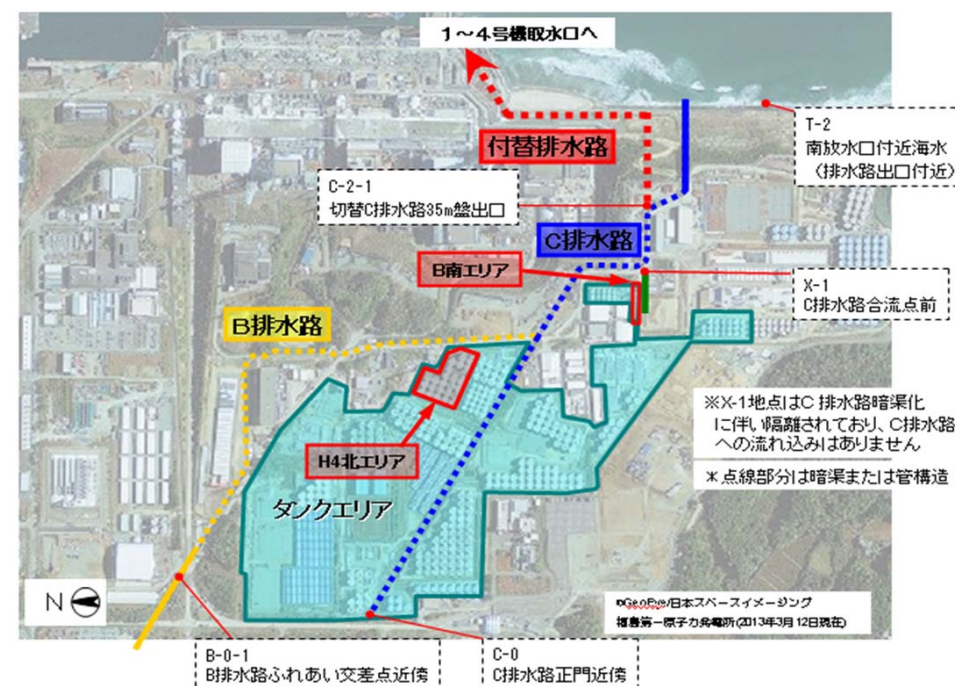 1～4号機取水口へ
付替排水路
T-2
南放水口付近海水
(排水路出口付近)
C-2-1
切替C排水路35m盤出口
C排水路
B南エリア
X-1
C排水路合流点前
B排水路
※X-1地点はC排水路暗渠化
に伴い隔離されており、C排水路
への流れ込みはありません
H4北エリア
＊点線部分は暗渠または管構造
タンクエリア
N
©GeoEye/日本スペースイメージング
福島第一原子力発電所(2013年3月12日現在)
B-0-1
B排水路ふれあい交差点近傍
C-0
C排水路正門近傍